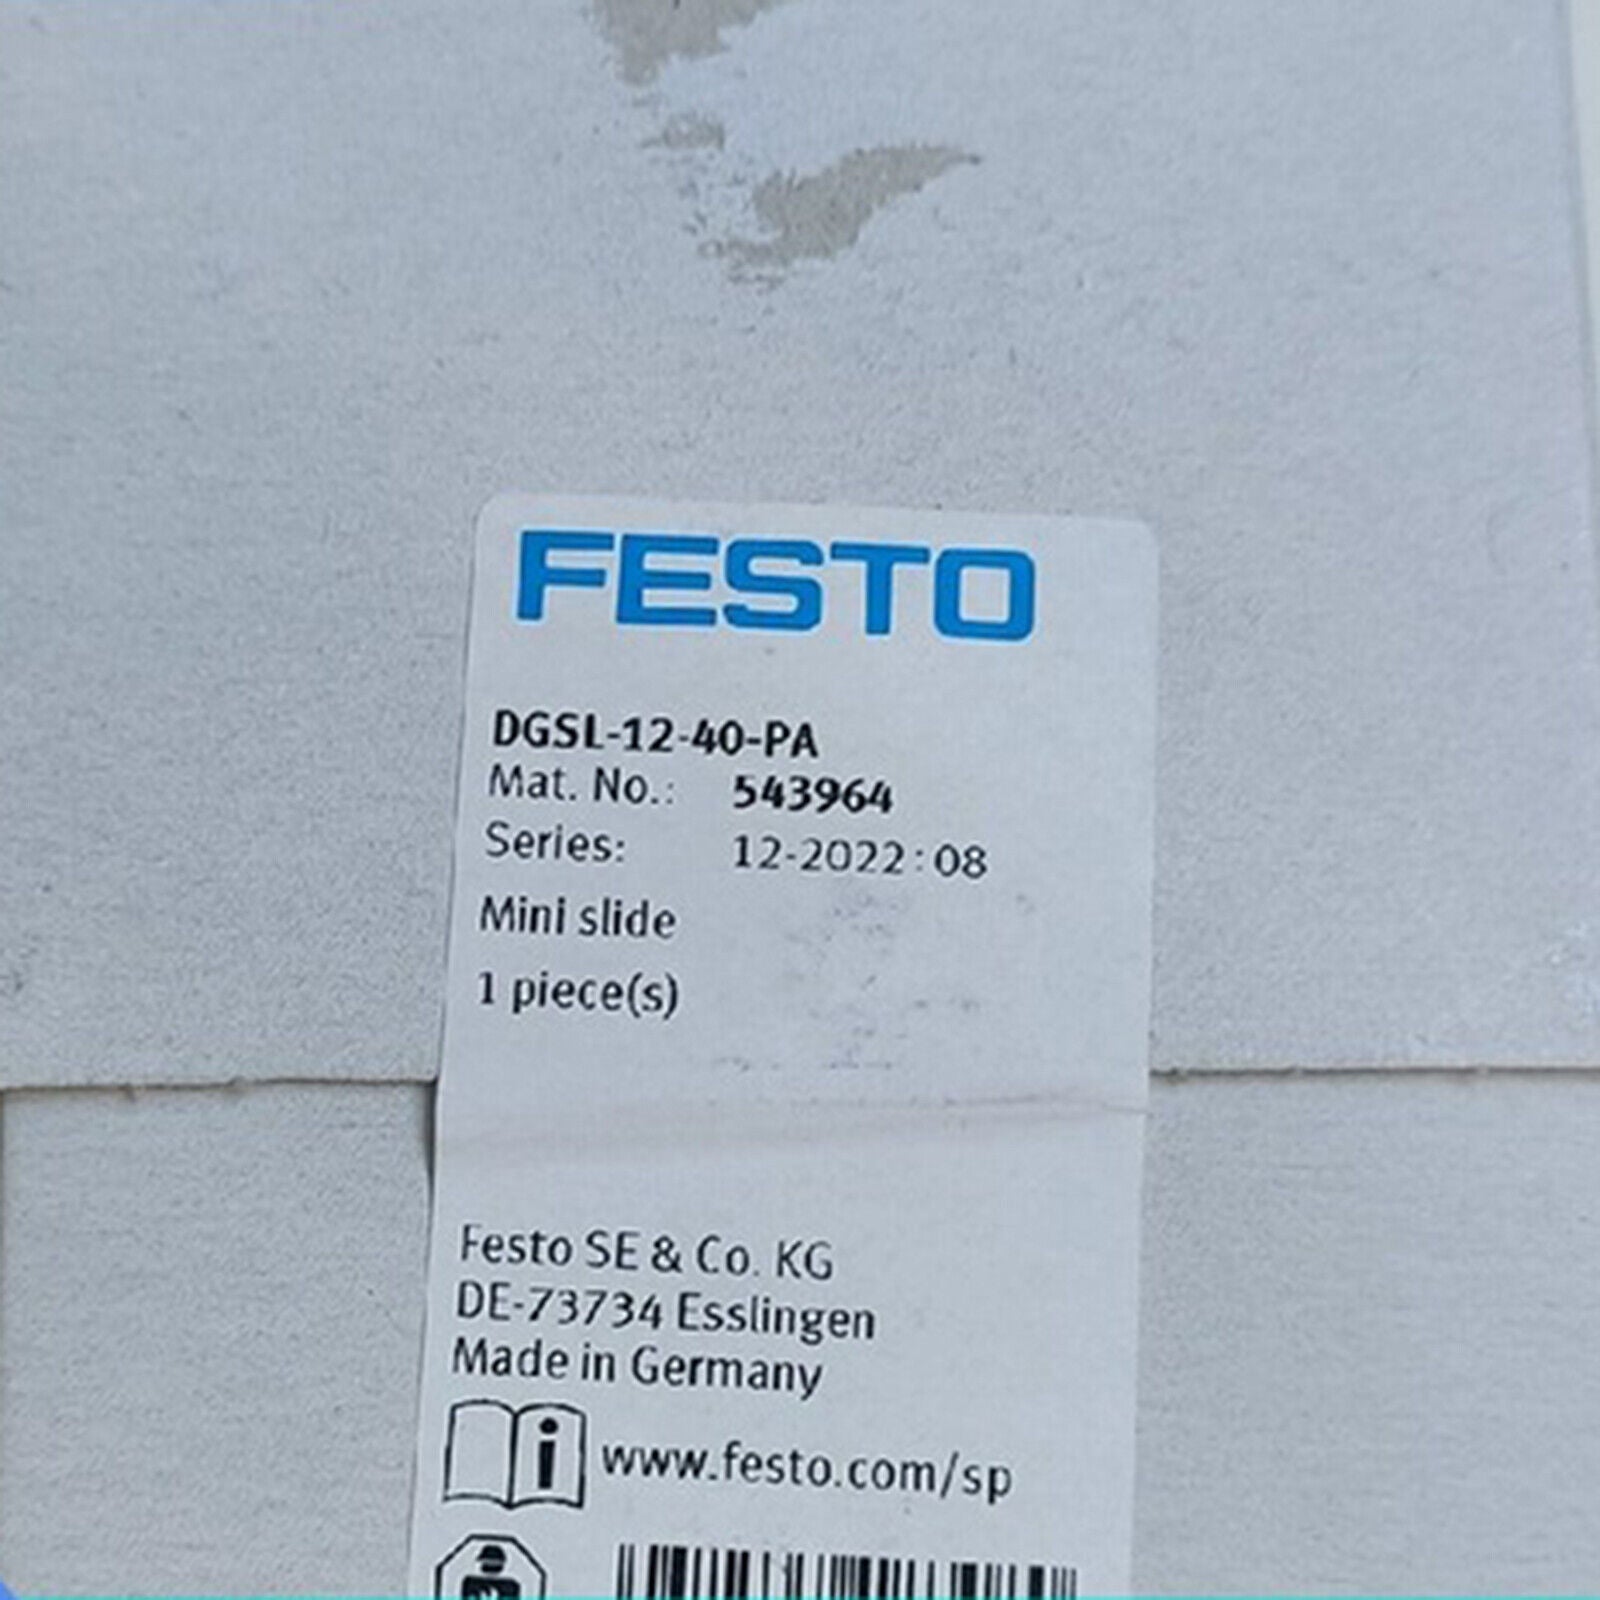 FESTO
DGSL-12-40-PA
Mat. No.: 543964
Series: 12-2022:08
Mini slide
1 piece(s)
Festo SE & Co. KG
DE-73734 Esslingen
Made in Germany
i www.festo.com/sp